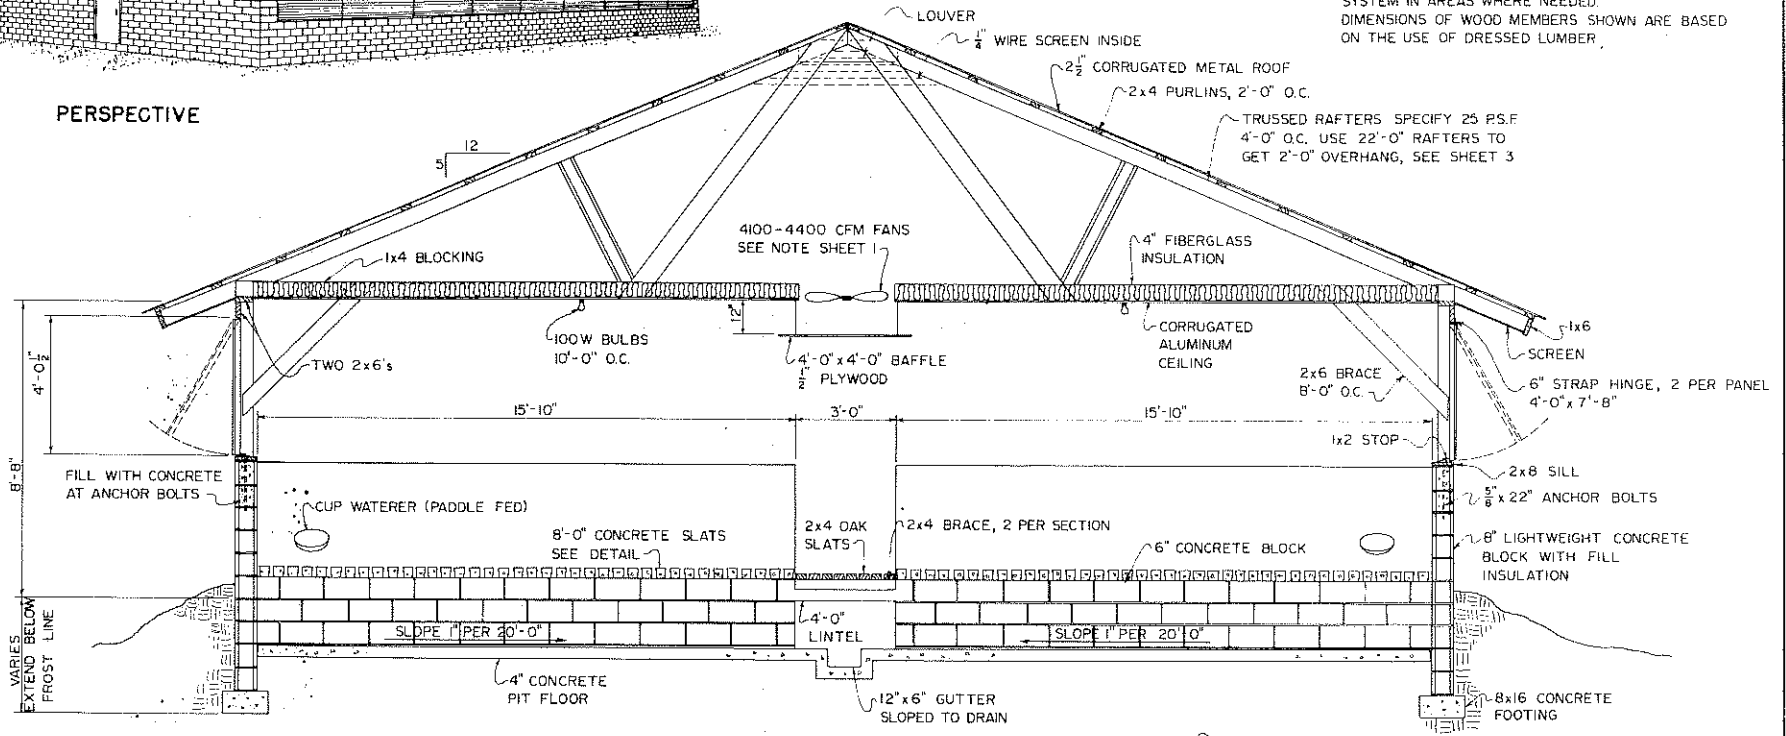 SYSTEM IN AREAS WHERE NEEDED.
DIMENSIONS OF WOOD MEMBERS SHOWN ARE BASED
ON THE USE OF DRESSED LUMBER.
PERSPECTIVE
LOUVER
1/4" WIRE SCREEN INSIDE
2 1/2" CORRUGATED METAL ROOF
2x4 PURLINS, 2'-0" O.C.
TRUSSED RAFTERS SPECIFY 25 P.S.F.
4'-0" O.C. USE 22'-0" RAFTERS TO
GET 2'-0" OVERHANG, SEE SHEET 3
12
5
4100-4400 CFM FANS
SEE NOTE SHEET 1
4" FIBERGLASS
INSULATION
1x4 BLOCKING
12"
100W BULBS
10'-0" O.C.
4'-0" x 4'-0" BAFFLE
1/2" PLYWOOD
CORRUGATED
ALUMINUM
CEILING
1x6
SCREEN
TWO 2x6's
2x6 BRACE
8'-0" O.C.
6" STRAP HINGE, 2 PER PANEL
4'-0" x 7'-8"
4'-0 1/2"
8'-8"
15'-10"
3'-0"
15'-10"
1x2 STOP
2x8 SILL
5/8" x 22" ANCHOR BOLTS
FILL WITH CONCRETE
AT ANCHOR BOLTS
CUP WATERER (PADDLE FED)
8'-0" CONCRETE SLATS
SEE DETAIL
2x4 OAK
SLATS
2x4 BRACE, 2 PER SECTION
6" CONCRETE BLOCK
8" LIGHTWEIGHT CONCRETE
BLOCK WITH FILL
INSULATION
VARIES
EXTEND BELOW
FROST LINE
SLOPE 1" PER 20'-0"
4'-0"
LINTEL
SLOPE 1" PER 20'-0"
4" CONCRETE
PIT FLOOR
12" x 6" GUTTER
SLOPED TO DRAIN
8x16 CONCRETE
FOOTING